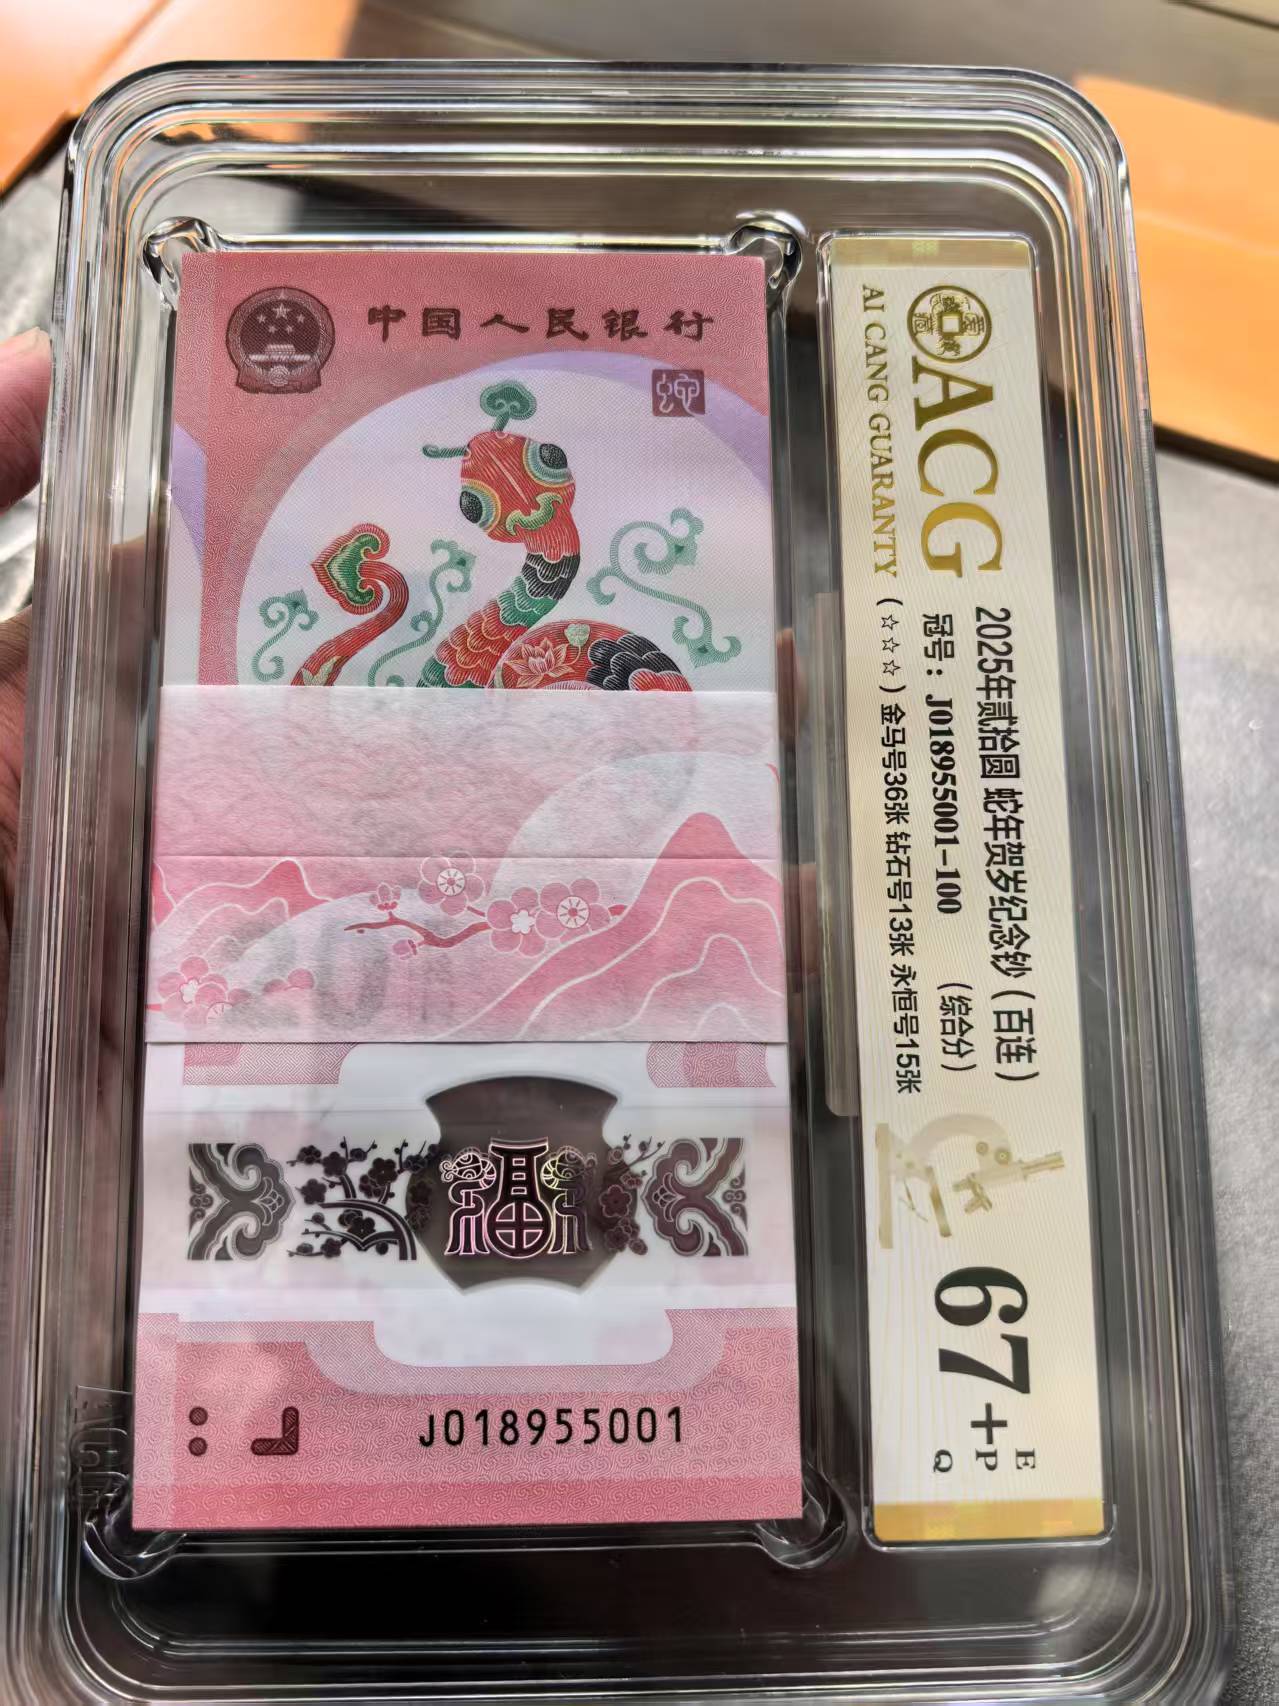 中国人民银行
蛇
福
J018955001
ACG
AI CANG GUARANTY
2025年贰拾圆 蛇年贺岁纪念钞(百连)
冠号:J018955001-100 (综合分)
(☆☆☆)金马号36张 钻石号13张 永恒号15张
67+
E
P
Q